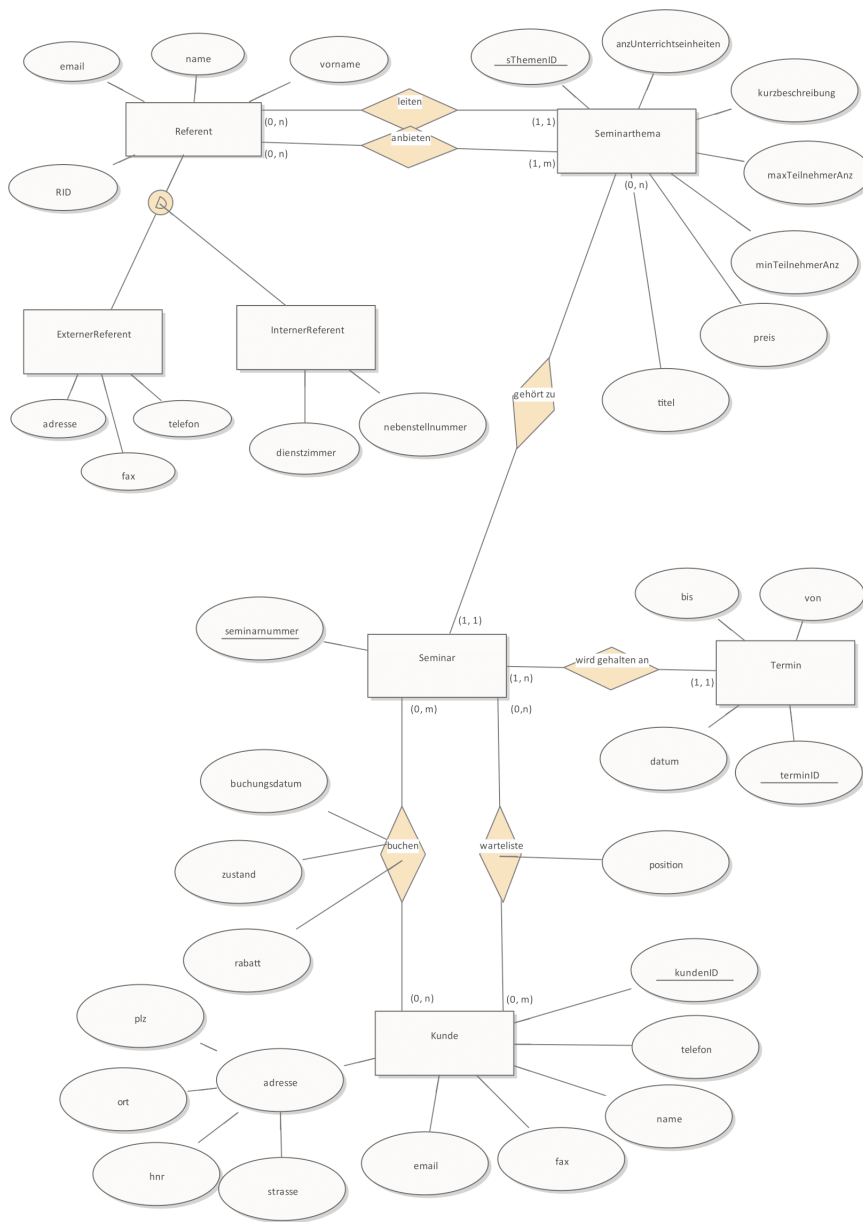 name
email
vorname
RID
Referent
(0, n)
(0, n)
leiten
anbieten
(1, 1)
(1, m)
sThemenID
anzUnterrichtseinheiten
kurzbeschreibung
Seminarthema
maxTeilnehmerAnz
(0, n)
minTeilnehmerAnz
preis
titel
D
ExternerReferent
InternerReferent
adresse
telefon
fax
dienstzimmer
nebenstellnummer
gehört zu
(1, 1)
seminarnummer
Seminar
(1, n)
wird gehalten an
(1, 1)
bis
von
Termin
datum
terminID
(0, m)
(0,n)
buchungsdatum
buchen
warteliste
zustand
position
rabatt
(0, n)
(0, m)
kundenID
Kunde
plz
telefon
adresse
ort
name
hnr
strasse
email
fax